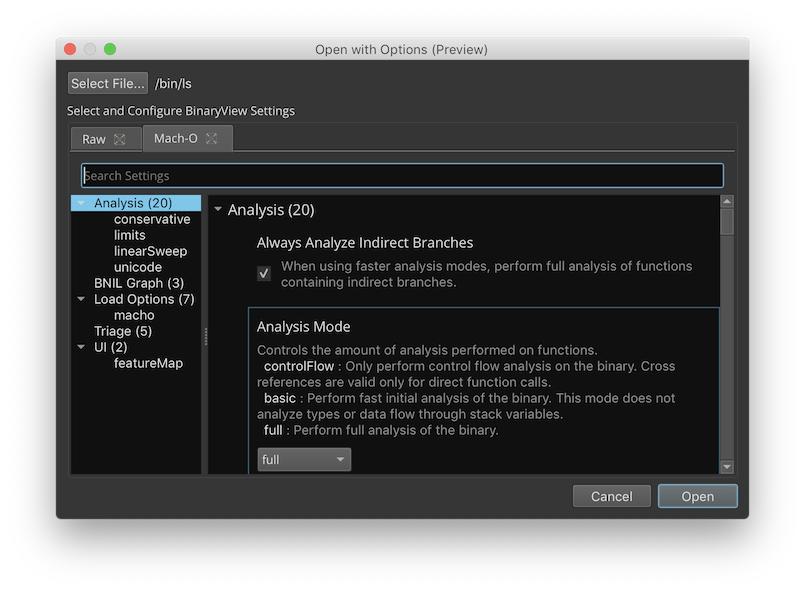 Open with Options (Preview)
Select File... /bin/ls
Select and Configure BinaryView Settings
Raw Mach-O
Search Settings
Analysis (20)
conservative
limits
linearSweep
unicode
BNIL Graph (3)
Load Options (7)
macho
Triage (5)
UI (2)
featureMap
Analysis (20)
Always Analyze Indirect Branches
When using faster analysis modes, perform full analysis of functions
containing indirect branches.
Analysis Mode
Controls the amount of analysis performed on functions.
controlFlow : Only perform control flow analysis on the binary. Cross
references are valid only for direct function calls.
basic : Perform fast initial analysis of the binary. This mode does not
analyze types or data flow through stack variables.
full : Perform full analysis of the binary.
full
Cancel Open